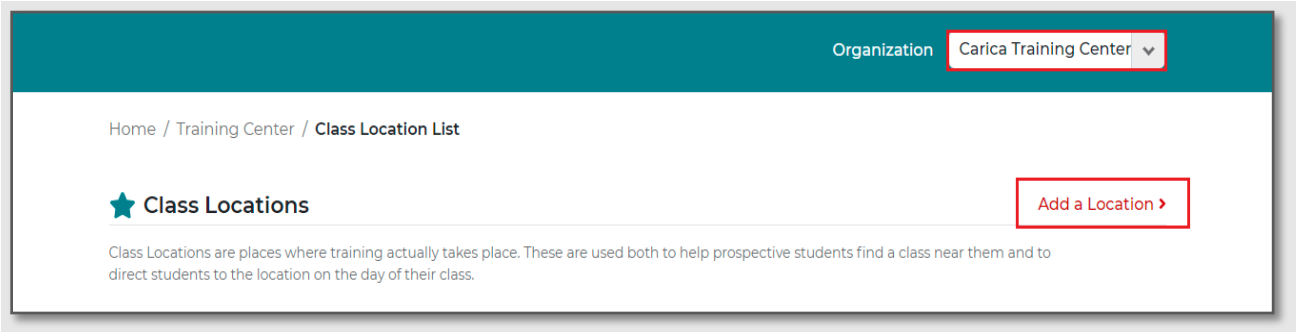 Organization Carica Training Center
Home / Training Center / Class Location List
Class Locations
Add a Location >
Class Locations are places where training actually takes place. These are used both to help prospective students find a class near them and to
direct students to the location on the day of their class.